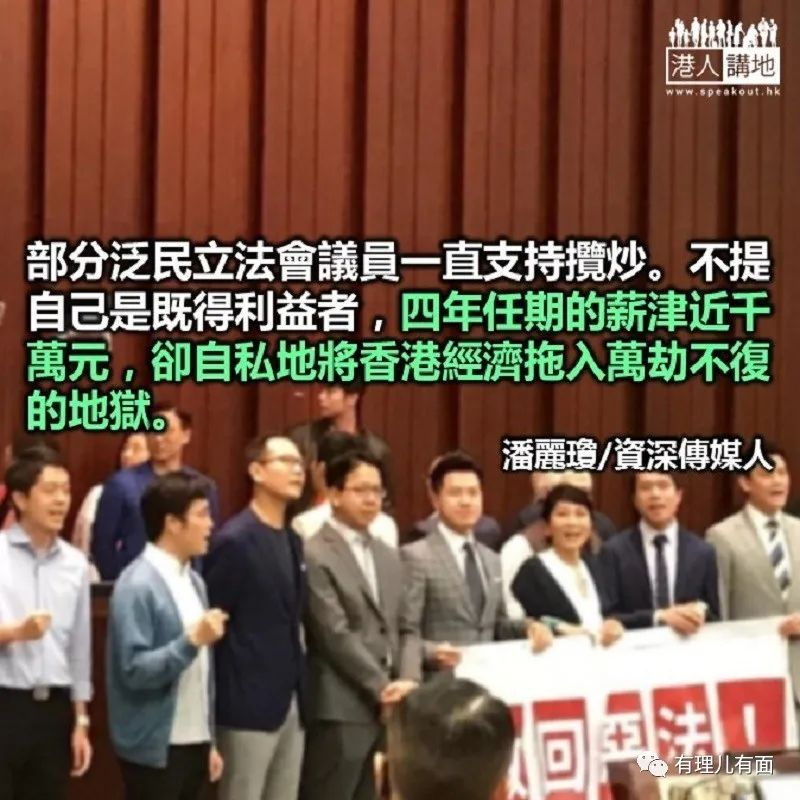 港人講地
www.speakout.hk
部分泛民立法會議員一直支持攬炒。不提
自己是既得利益者，四年任期的薪津近千
萬元，卻自私地將香港經濟拖入萬劫不復
的地獄。
潘麗瓊/資深傳媒人
回惡法！
有理儿有面